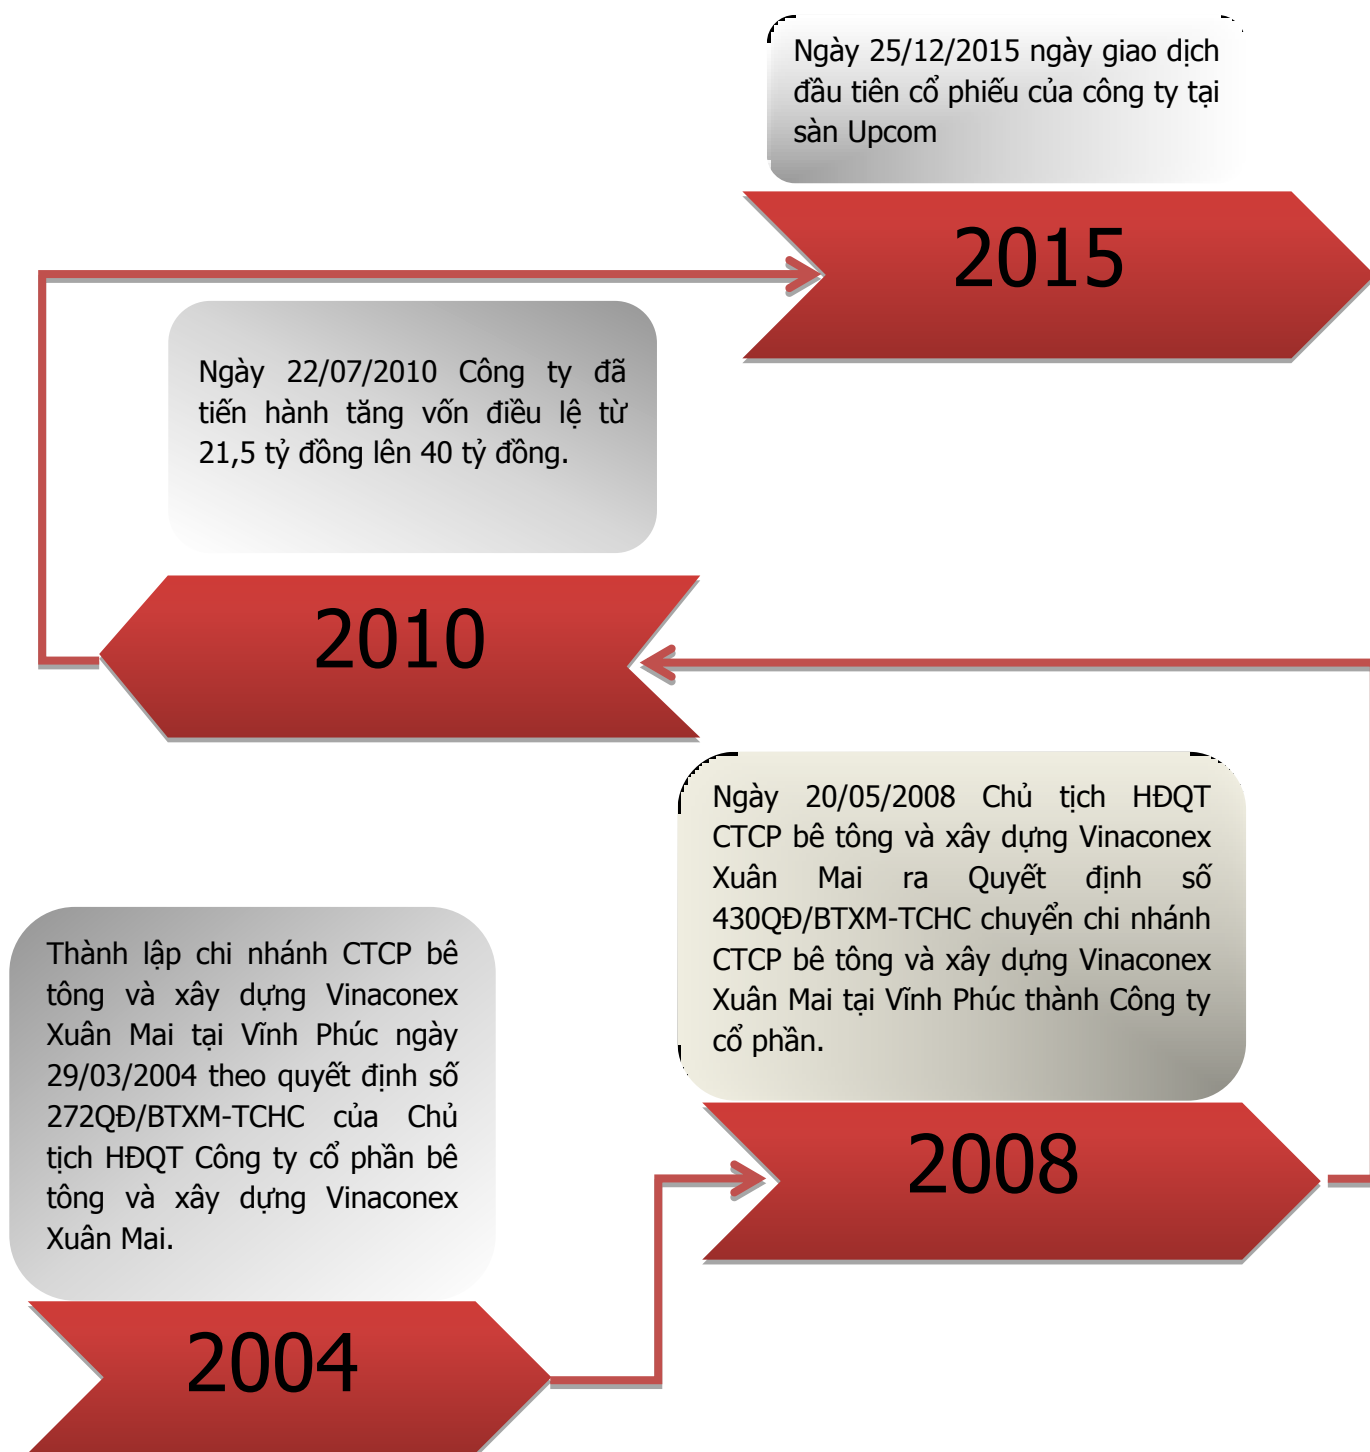 Ngày 25/12/2015 ngày giao dịch
đầu tiên cổ phiếu của công ty tại
sàn Upcom
2015
Ngày 22/07/2010 Công ty đã
tiến hành tăng vốn điều lệ từ
21,5 tỷ đồng lên 40 tỷ đồng.
2010
Ngày 20/05/2008 Chủ tịch HĐQT
CTCP bê tông và xây dựng Vinaconex
Xuân Mai ra Quyết định số
430QĐ/BTXM-TCHC chuyển chi nhánh
CTCP bê tông và xây dựng Vinaconex
Xuân Mai tại Vĩnh Phúc thành Công ty
cổ phần.
2008
Thành lập chi nhánh CTCP bê
tông và xây dựng Vinaconex
Xuân Mai tại Vĩnh Phúc ngày
29/03/2004 theo quyết định số
272QĐ/BTXM-TCHC của Chủ
tịch HĐQT Công ty cổ phần bê
tông và xây dựng Vinaconex
Xuân Mai.
2004